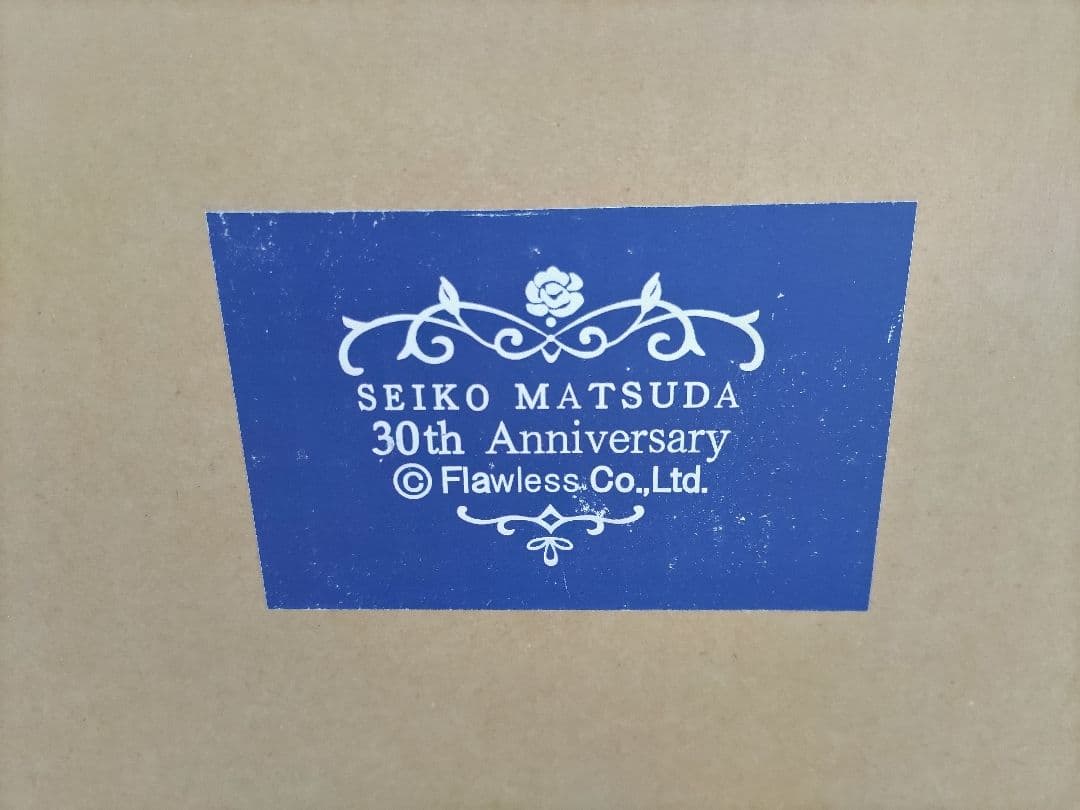 SEIKO MATSUDA
30th Anniversary
© Flawless Co.,Ltd.